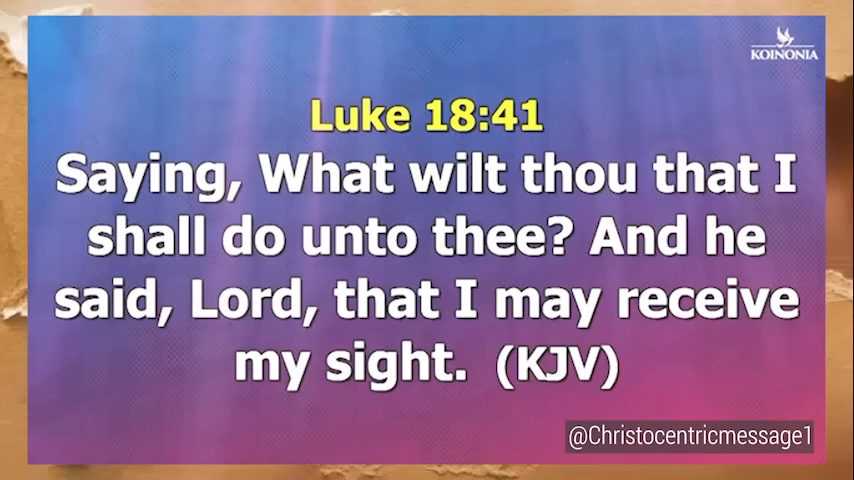 KOINONIA
Luke 18:41
Saying, What wilt thou that I
shall do unto thee? And he
said, Lord, that I may receive
my sight. (KJV)
@Christocentricmessage1